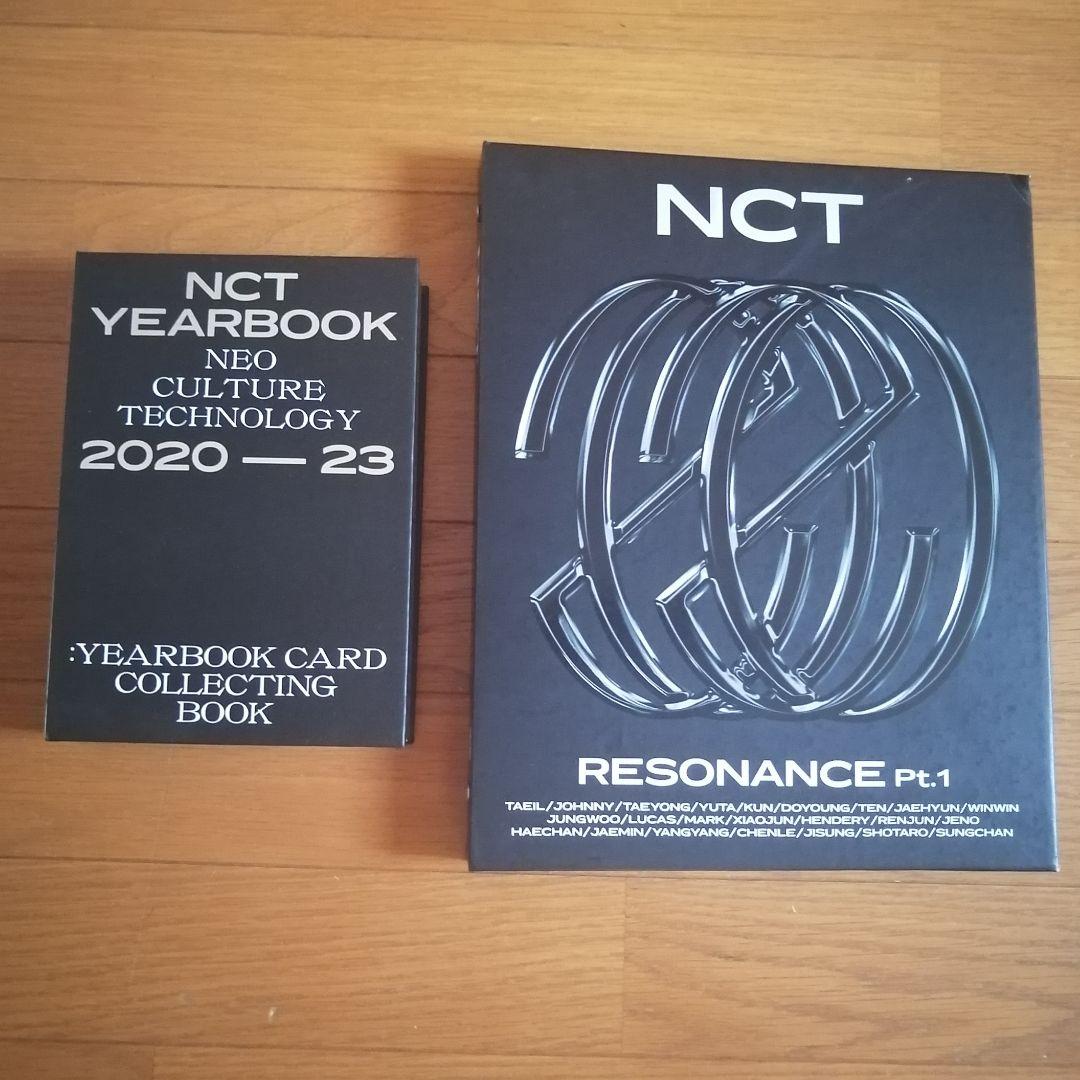 NCT
YEARBOOK
NEO
CULTURE
TECHNOLOGY
2020 — 23
:YEARBOOK CARD
COLLECTING
BOOK
NCT
RESONANCE Pt.1
TAEIL/JOHNNY/TAEYONG/YUTA/KUN/DOYOUNG/TEN/JAEHYUN/WINWIN
JUNGWOO/LUCAS/MARK/XIAOJUN/HENDERY/RENJUN/JENO
HAECHAN/JAEMIN/YANGYANG/CHENLE/JISUNG/SHOTARO/SUNGCHAN